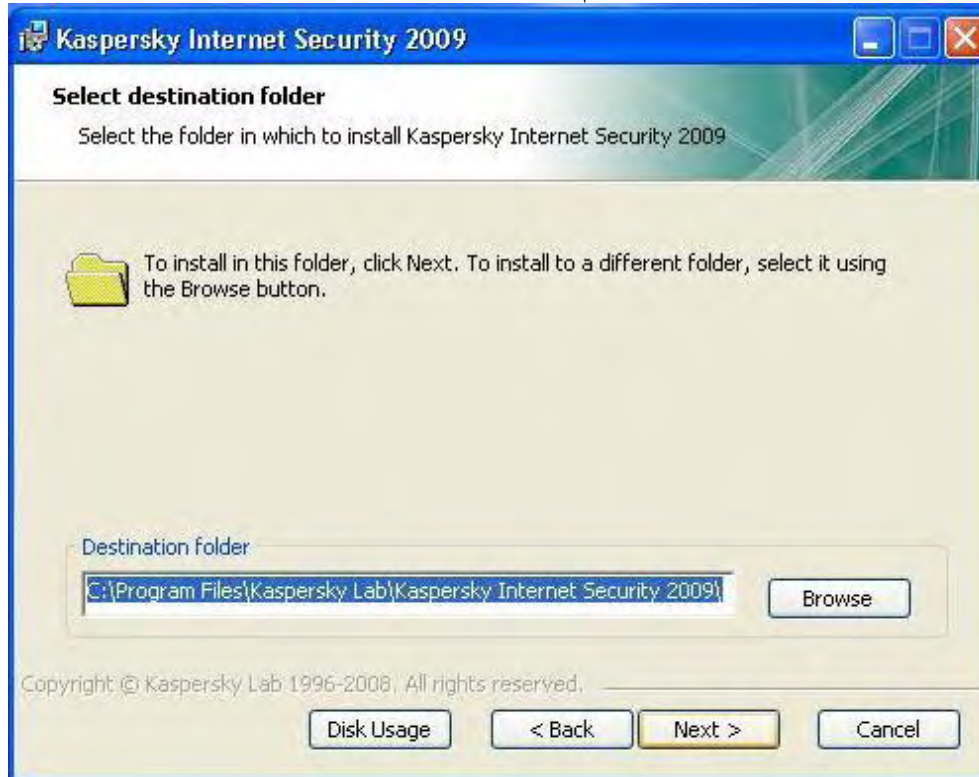 Kaspersky Internet Security 2009
Select destination folder
Select the folder in which to install Kaspersky Internet Security 2009
To install in this folder, click Next. To install to a different folder, select it using
the Browse button.
Destination folder
C:\Program Files\Kaspersky Lab\Kaspersky Internet Security 2009\
Browse
Copyright © Kaspersky Lab 1996-2008. All rights reserved.
Disk Usage
< Back
Next >
Cancel